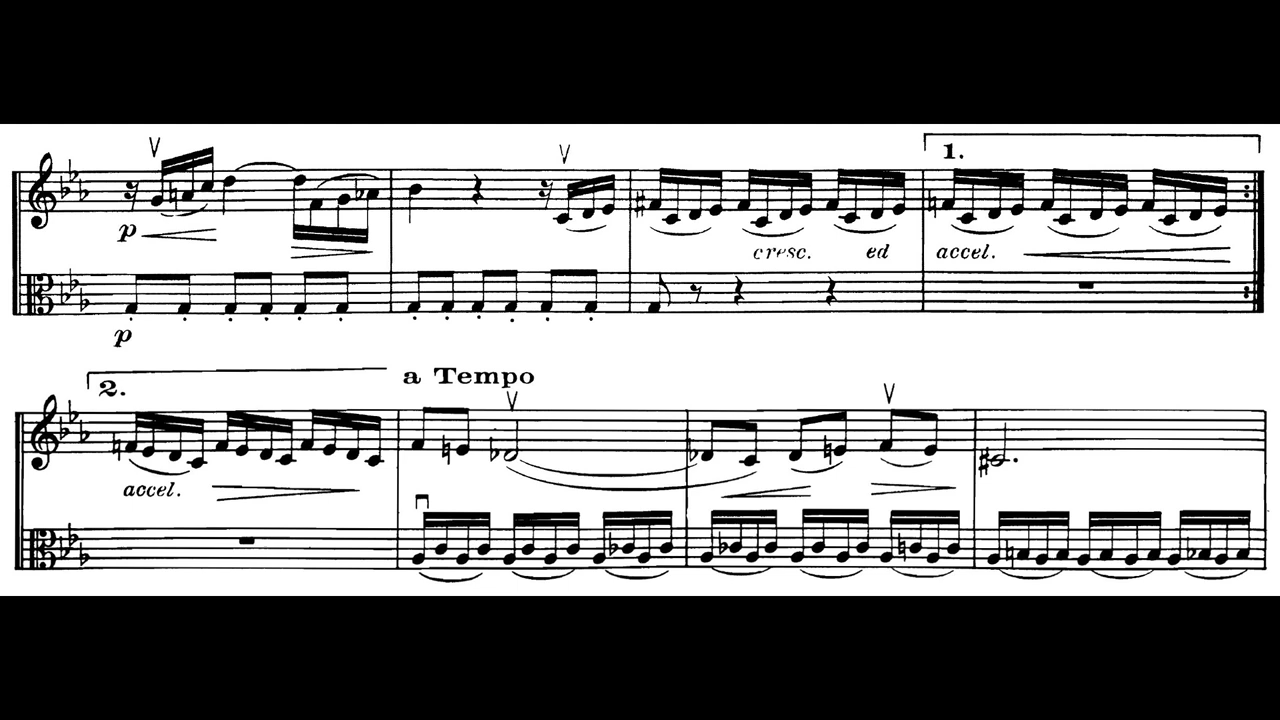 1.
p
cresc. ed accel.
p
2. a Tempo
accel.